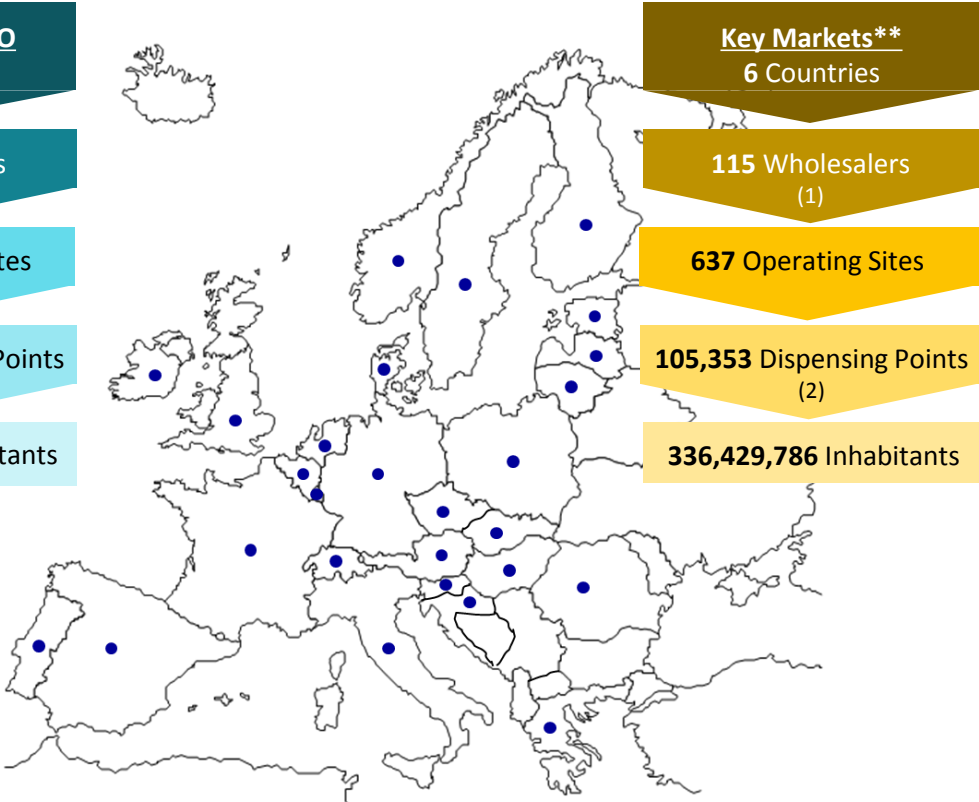 O
s
tes
Points
tants
Key Markets**
6 Countries
115 Wholesalers
(1)
637 Operating Sites
105,353 Dispensing Points
(2)
336,429,786 Inhabitants